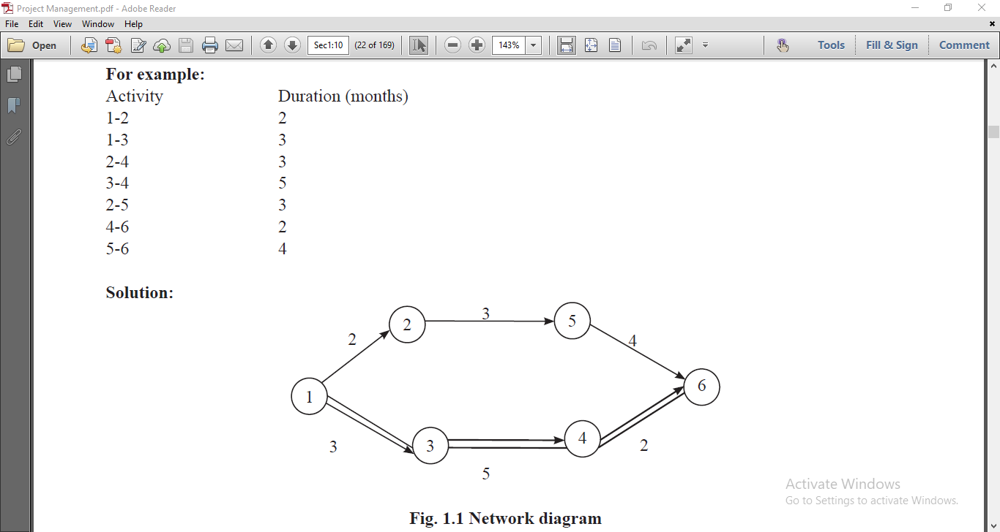 Project Management.pdf - Adobe Reader
File Edit View Window Help
Open Sec1:10 (22 of 169) 143% Tools Fill & Sign Comment
For example:
Activity Duration (months)
1-2 2
1-3 3
2-4 3
3-4 5
2-5 3
4-6 2
5-6 4
Solution:
3
2 5
2 4
6
1
4
3 3 2
5
Activate Windows
Go to Settings to activate Windows.
Fig. 1.1 Network diagram